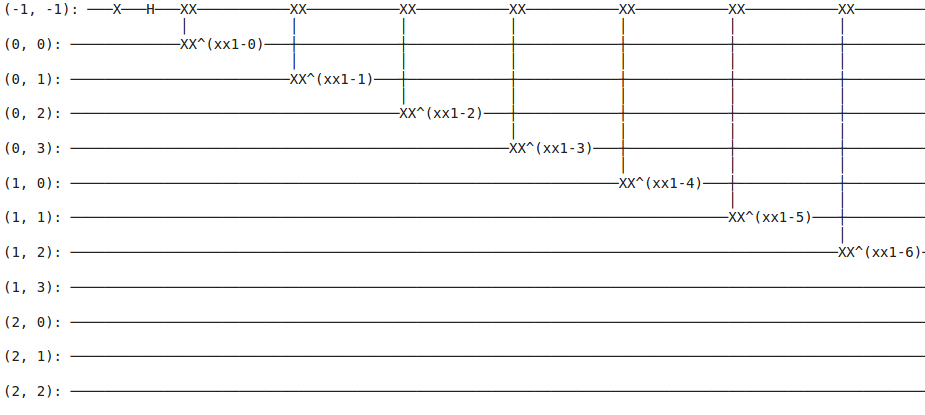 (-1, -1): ───X───H───XX───────────XX───────────XX───────────XX───────────XX───────────XX───────────XX────────
(0, 0): XX^(xx1-0)
(0, 1): XX^(xx1-1)
(0, 2): XX^(xx1-2)
(0, 3): XX^(xx1-3)
(1, 0): XX^(xx1-4)
(1, 1): XX^(xx1-5)
(1, 2): XX^(xx1-6)
(1, 3):
(2, 0):
(2, 1):
(2, 2):